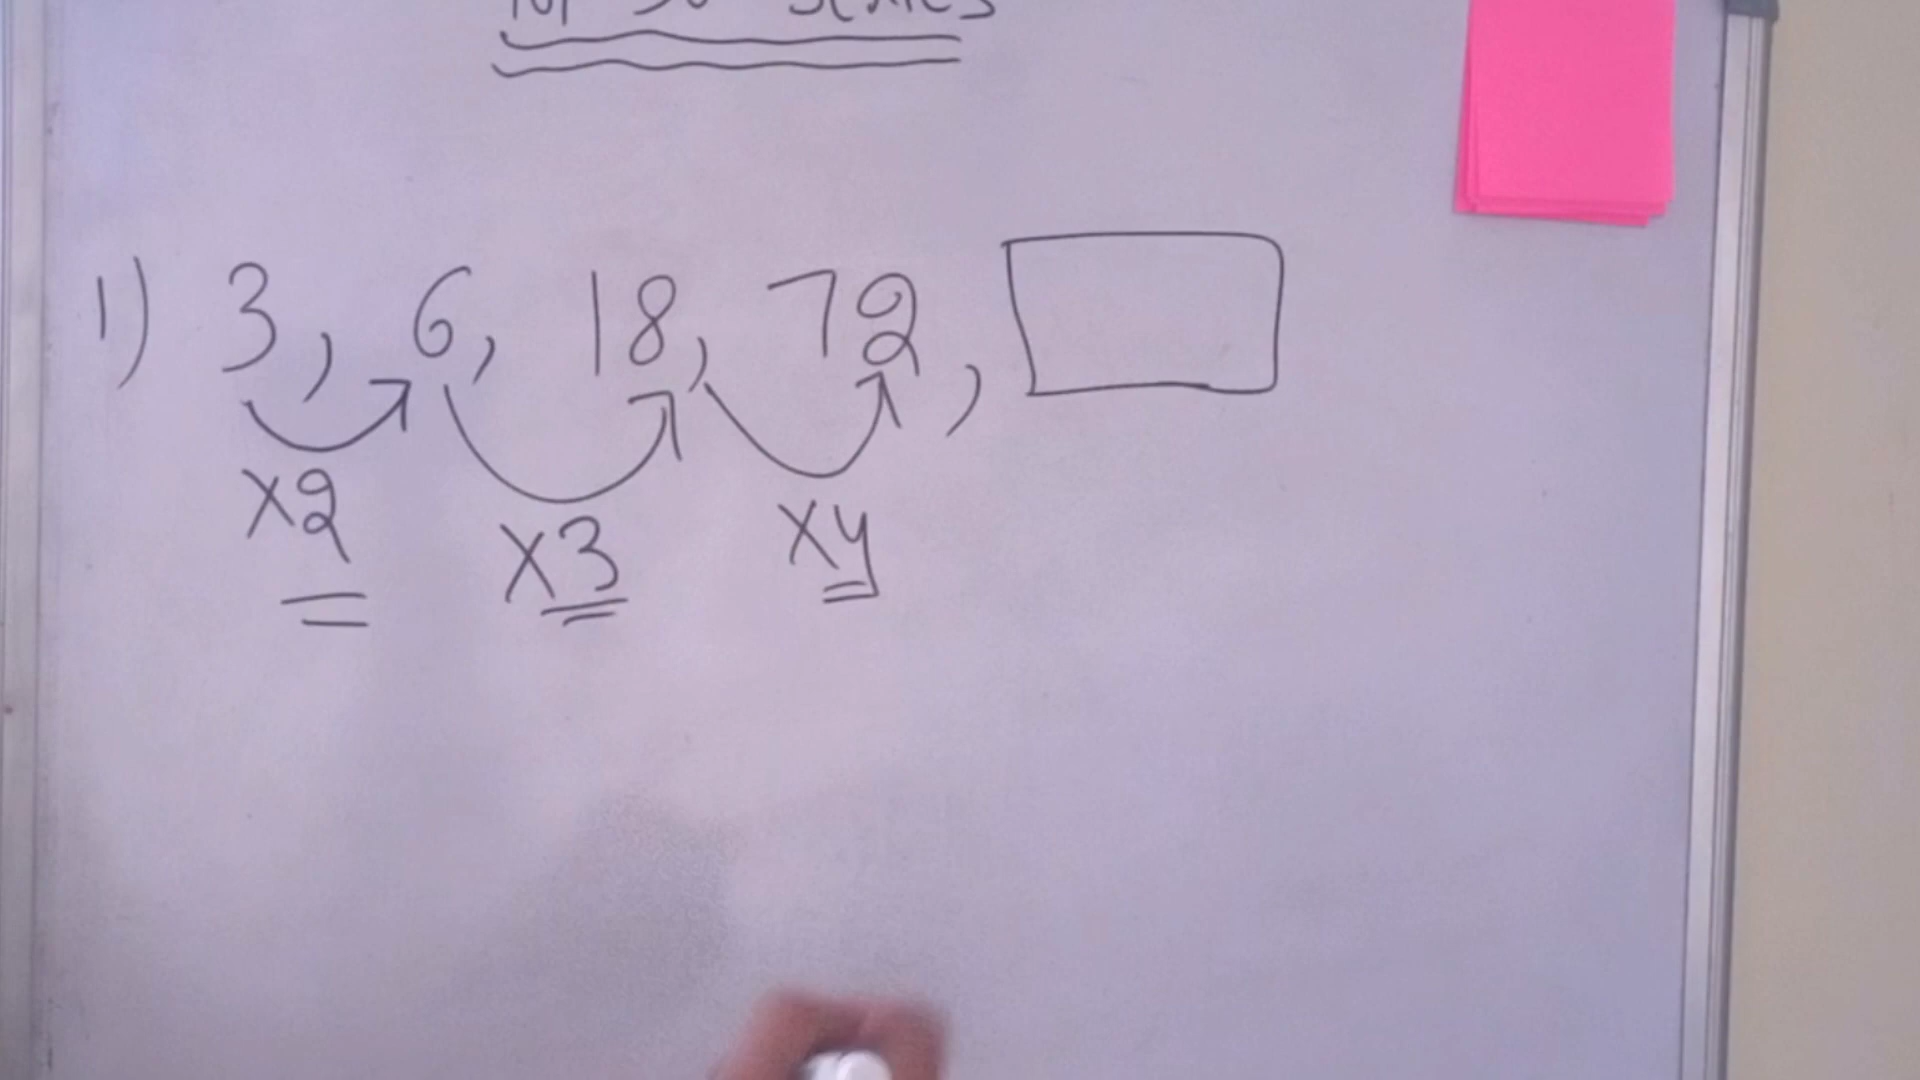 1) 3, 6, 18, 72,
x2 x3 x4